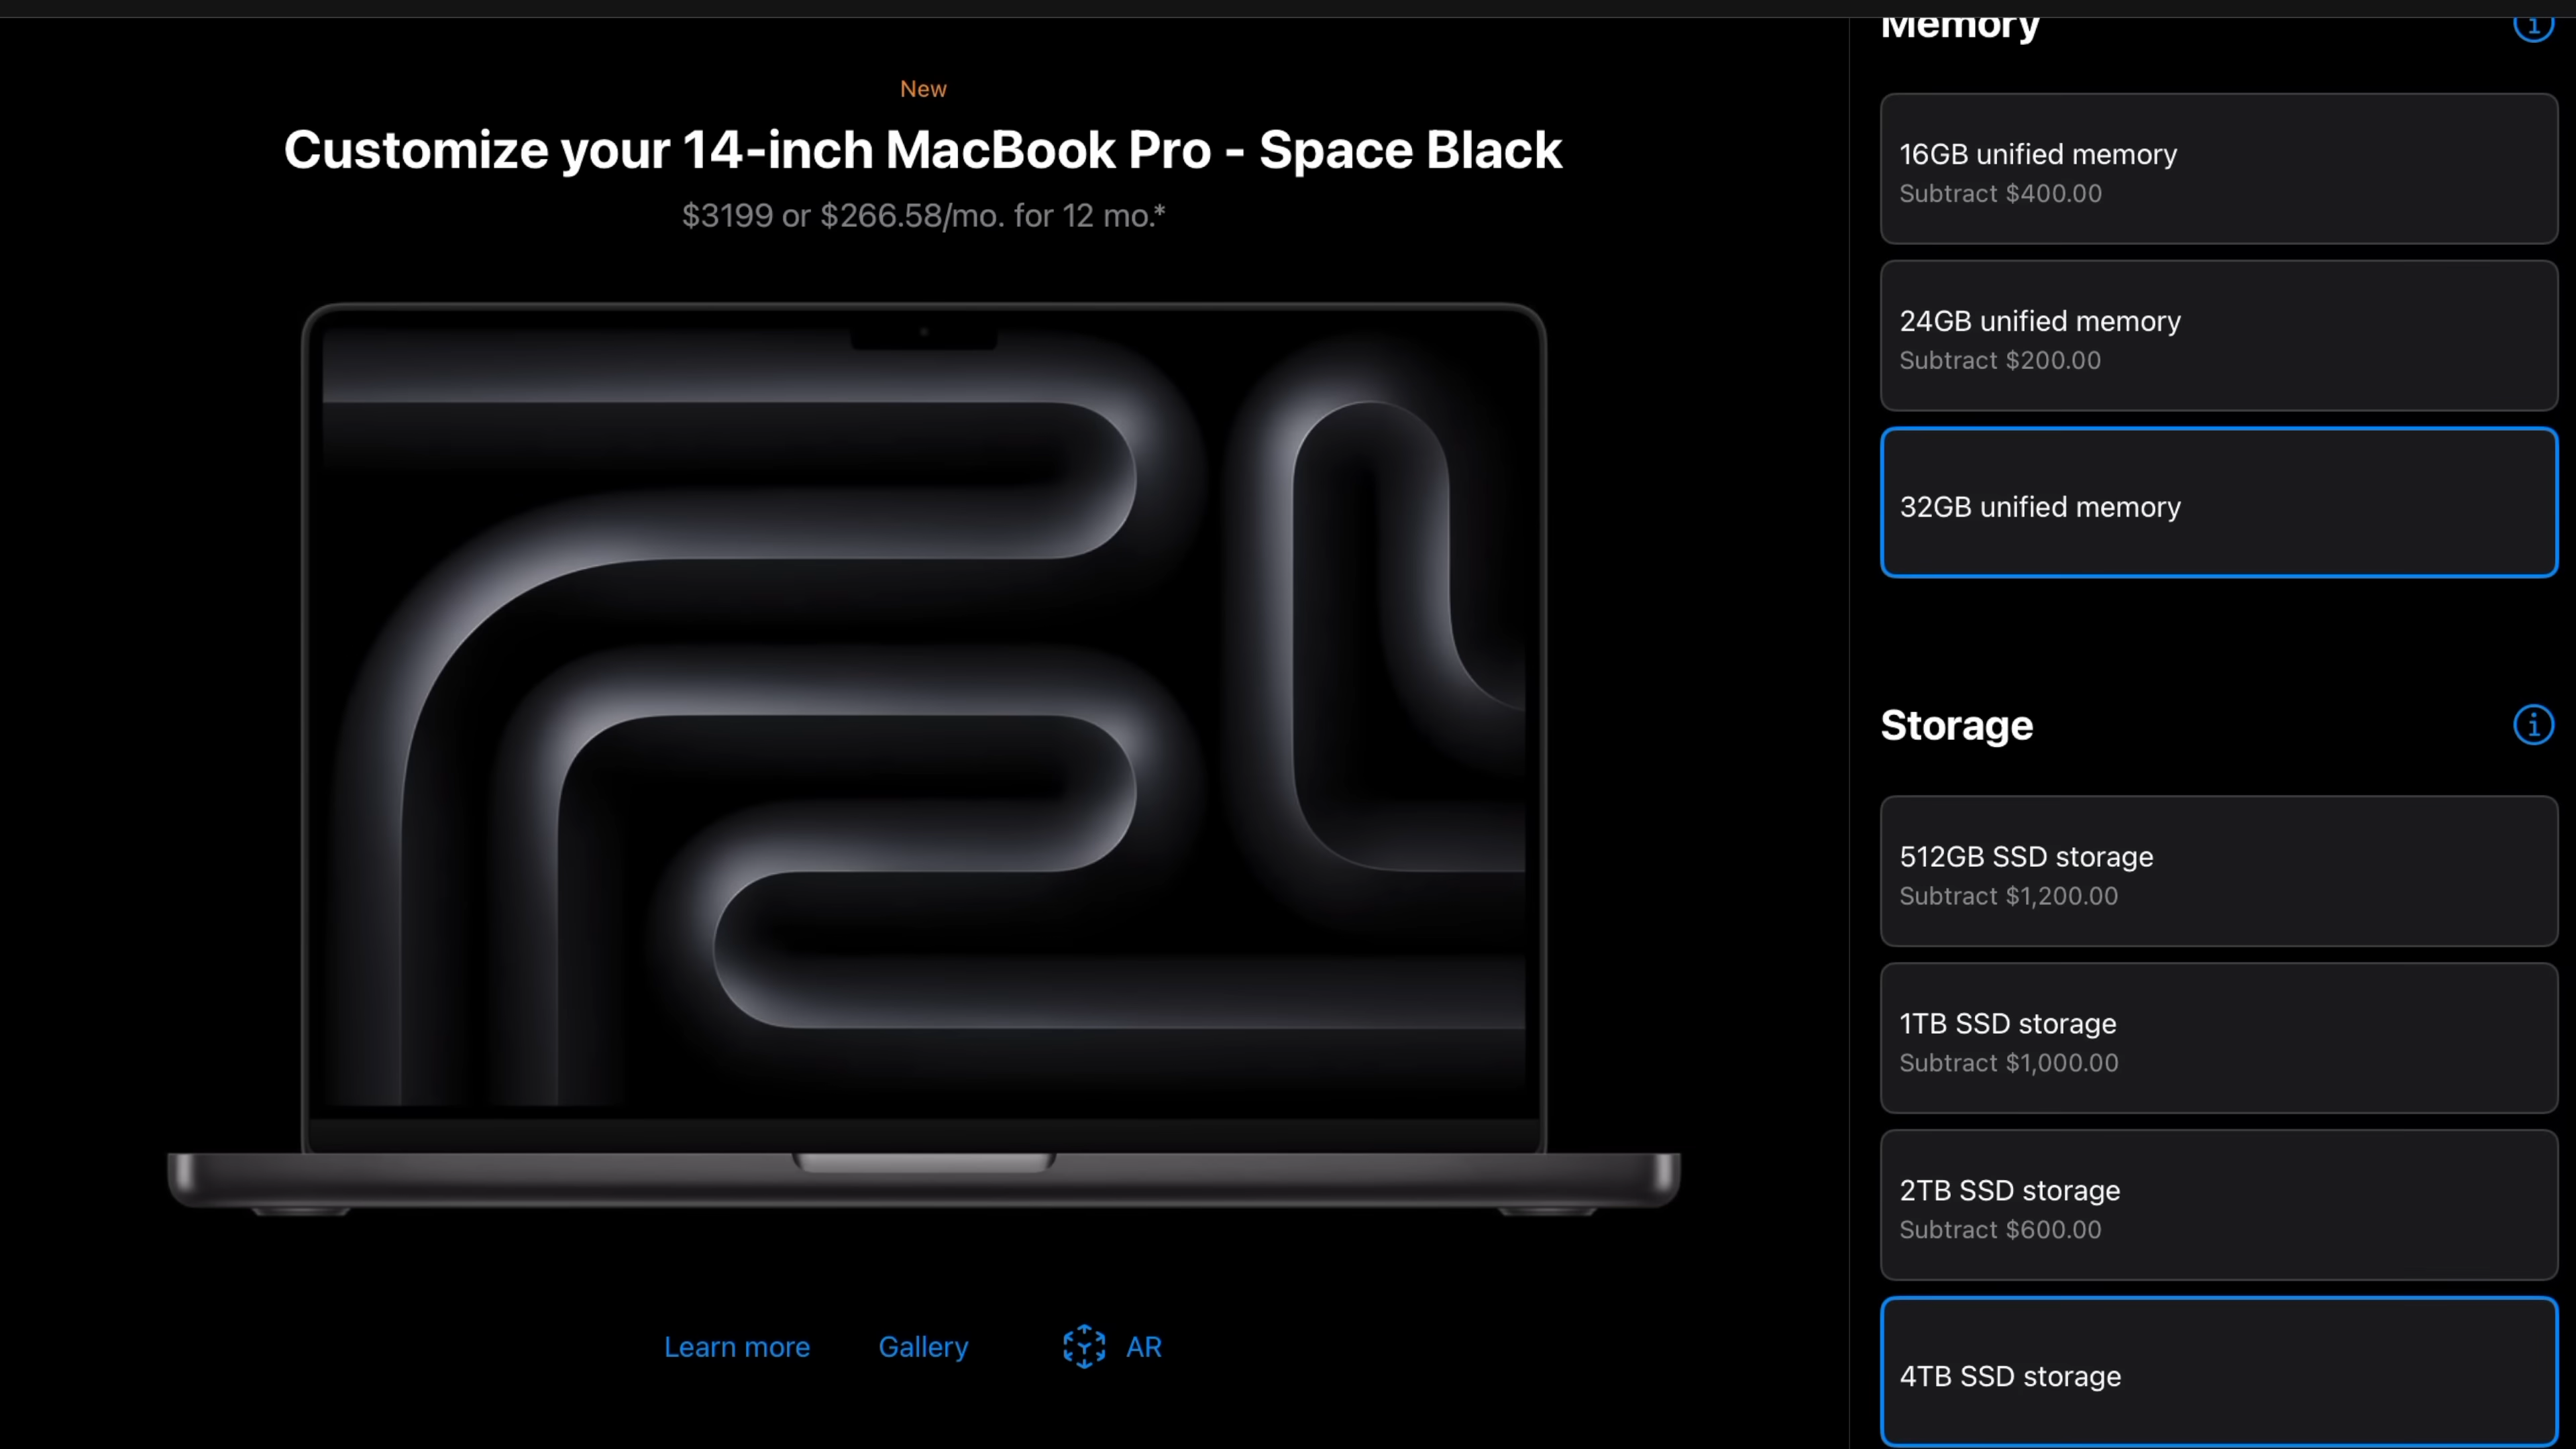 New
Customize your 14-inch MacBook Pro - Space Black
$3199 or $266.58/mo. for 12 mo.*
Learn more
Gallery
AR
Memory
16GB unified memory
Subtract $400.00
24GB unified memory
Subtract $200.00
32GB unified memory
Storage
512GB SSD storage
Subtract $1,200.00
1TB SSD storage
Subtract $1,000.00
2TB SSD storage
Subtract $600.00
4TB SSD storage